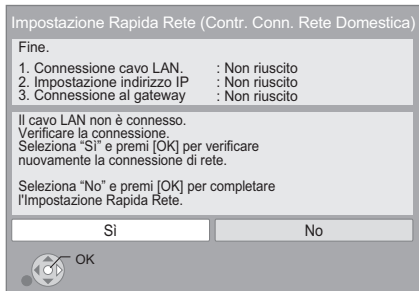 Impostazione Rapida Rete (Contr. Conn. Rete Domestica)
Fine.
1. Connessione cavo LAN. : Non riuscito
2. Impostazione indirizzo IP : Non riuscito
3. Connessione al gateway : Non riuscito
Il cavo LAN non è connesso.
Verificare la connessione.
Seleziona “Sì” e premi [OK] per verificare
nuovamente la connessione di rete.
Seleziona “No” e premi [OK] per completare
l'Impostazione Rapida Rete.
Sì No
OK